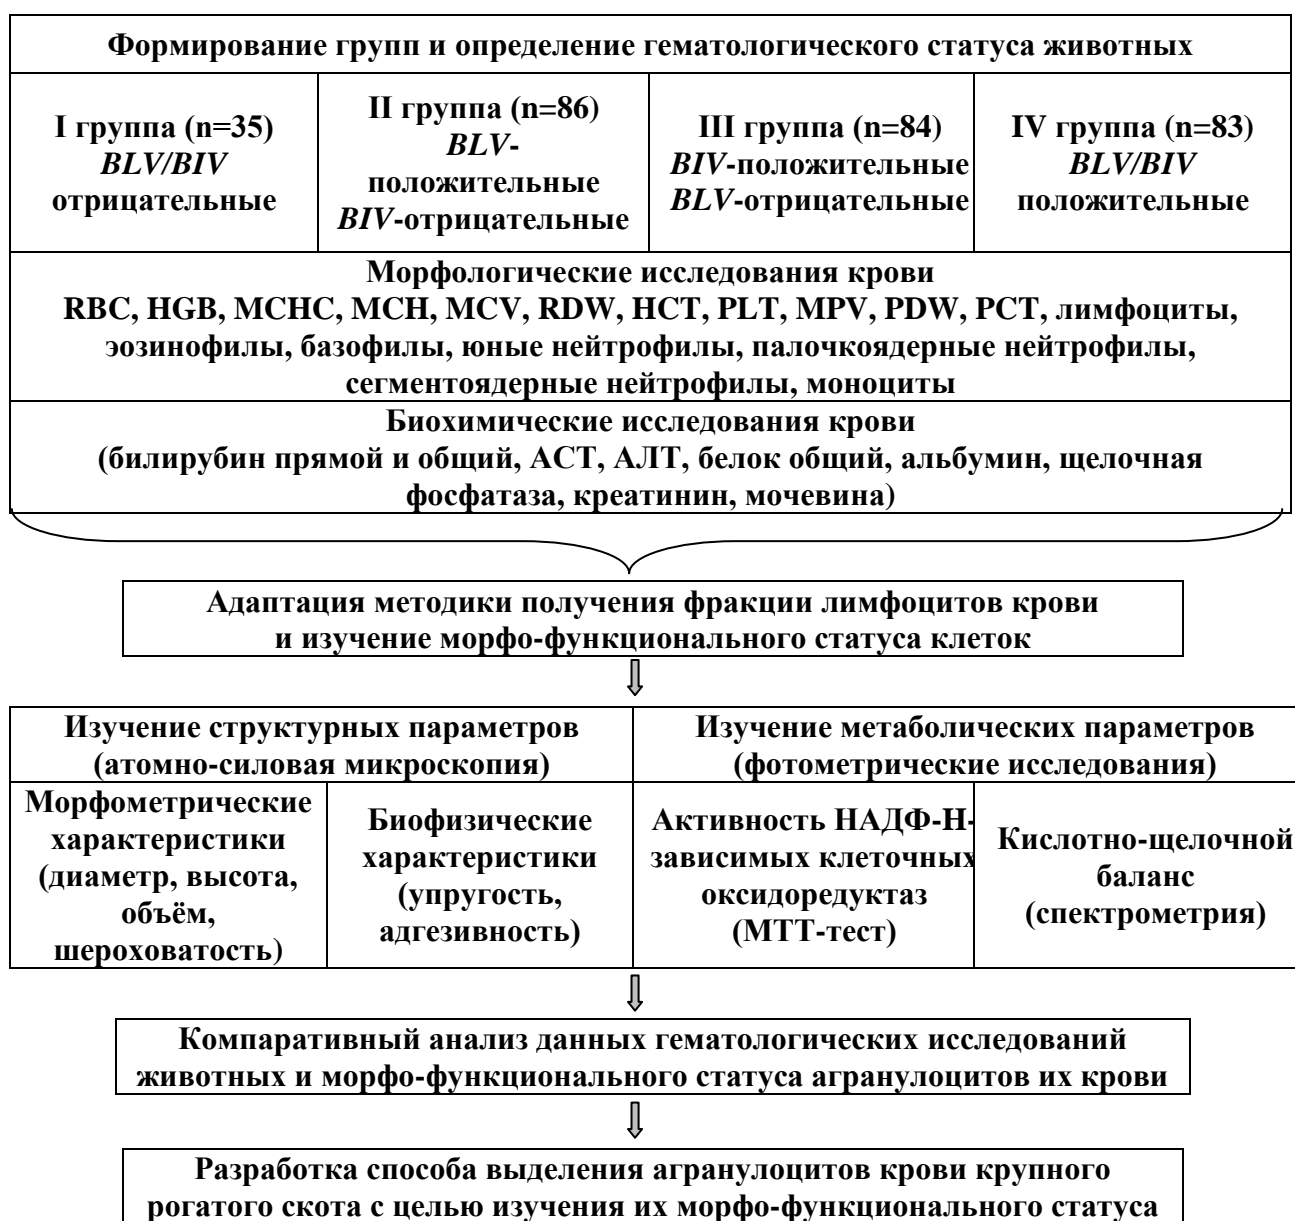 Формирование групп и определение гематологического статуса животных
I группа (n=35)
BLV/BIV
отрицательные
II группа (n=86)
BLV-
положительные
BIV-отрицательные
III группа (n=84)
BIV-положительные
BLV-отрицательные
IV группа (n=83)
BLV/BIV
положительные
Морфологические исследования крови
RBC, HGB, MCHC, MCH, MCV, RDW, HCT, PLT, MPV, PDW, PCT, лимфоциты,
эозинофилы, базофилы, юные нейтрофилы, палочкоядерные нейтрофилы,
сегментоядерные нейтрофилы, моноциты
Биохимические исследования крови
(билирубин прямой и общий, АСТ, АЛТ, белок общий, альбумин, щелочная
фосфатаза, креатинин, мочевина)
Адаптация методики получения фракции лимфоцитов крови
и изучение морфо-функционального статуса клеток
Изучение структурных параметров
(атомно-силовая микроскопия)
Изучение метаболических параметров
(фотометрические исследования)
Морфометрические
характеристики
(диаметр, высота,
объём,
шероховатость)
Биофизические
характеристики
(упругость,
адгезивность)
Активность НАДФ-Н-
зависимых клеточных
оксидоредуктаз
(МТТ-тест)
Кислотно-щелочной
баланс
(спектрометрия)
Компаративный анализ данных гематологических исследований
животных и морфо-функционального статуса агранулоцитов их крови
Разработка способа выделения агранулоцитов крови крупного
рогатого скота с целью изучения их морфо-функционального статуса